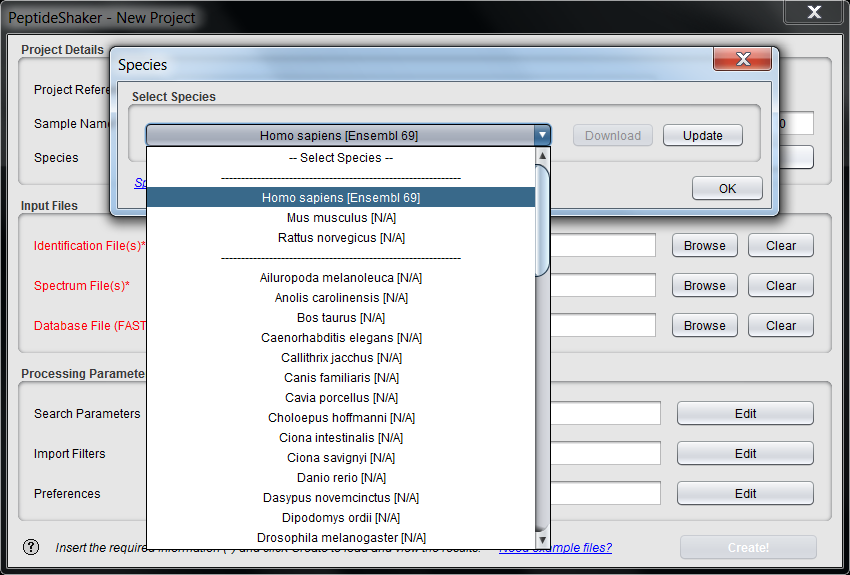 PeptideShaker - New Project
Project Details
Species
Select Species
Project Refere
Sample Name
Homo sapiens [Ensembl 69]
Download
Update
0
Species
-- Select Species --
Sp
OK
------------------------------------------------------------
Homo sapiens [Ensembl 69]
Mus musculus [N/A]
Rattus norvegicus [N/A]
------------------------------------------------------------
Ailuropoda melanoleuca [N/A]
Anolis carolinensis [N/A]
Bos taurus [N/A]
Caenorhabditis elegans [N/A]
Callithrix jacchus [N/A]
Canis familiaris [N/A]
Cavia porcellus [N/A]
Choloepus hoffmanni [N/A]
Ciona intestinalis [N/A]
Ciona savignyi [N/A]
Danio rerio [N/A]
Dasypus novemcinctus [N/A]
Dipodomys ordii [N/A]
Drosophila melanogaster [N/A]
Input Files
Identification File(s)*
Browse
Clear
Spectrum File(s)*
Browse
Clear
Database File (FAST
Browse
Clear
Processing Paramete
Search Parameters
Edit
Import Filters
Edit
Preferences
Edit
? Insert the required information (*) and click Create to load and view the results.
Need example files?
Create!